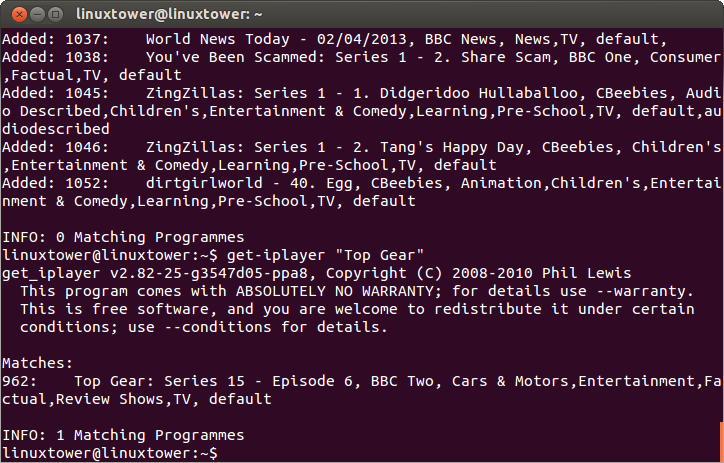 linuxtower@linuxtower: ~
Added: 1037:    World News Today - 02/04/2013, BBC News, News,TV, default,
Added: 1038:    You've Been Scammed: Series 1 - 2. Share Scam, BBC One, Consumer
,Factual,TV, default
Added: 1045:    ZingZillas: Series 1 - 1. Didgeridoo Hullaballoo, CBeebies, Audi
o Described,Children's,Entertainment & Comedy,Learning,Pre-School,TV, default,au
diodescribed
Added: 1046:    ZingZillas: Series 1 - 2. Tang's Happy Day, CBeebies, Children's
,Entertainment & Comedy,Learning,Pre-School,TV, default
Added: 1052:    dirtgirlworld - 40. Egg, CBeebies, Animation,Children's,Entertai
nment & Comedy,Learning,Pre-School,TV, default
INFO: 0 Matching Programmes
linuxtower@linuxtower:~$ get-iplayer "Top Gear"
get_iplayer v2.82-25-g3547d05-ppa8, Copyright (C) 2008-2010 Phil Lewis
  This program comes with ABSOLUTELY NO WARRANTY; for details use --warranty.
  This is free software, and you are welcome to redistribute it under certain
  conditions; use --conditions for details.
Matches:
962:    Top Gear: Series 15 - Episode 6, BBC Two, Cars & Motors,Entertainment,Fa
ctual,Review Shows,TV, default
INFO: 1 Matching Programmes
linuxtower@linuxtower:~$